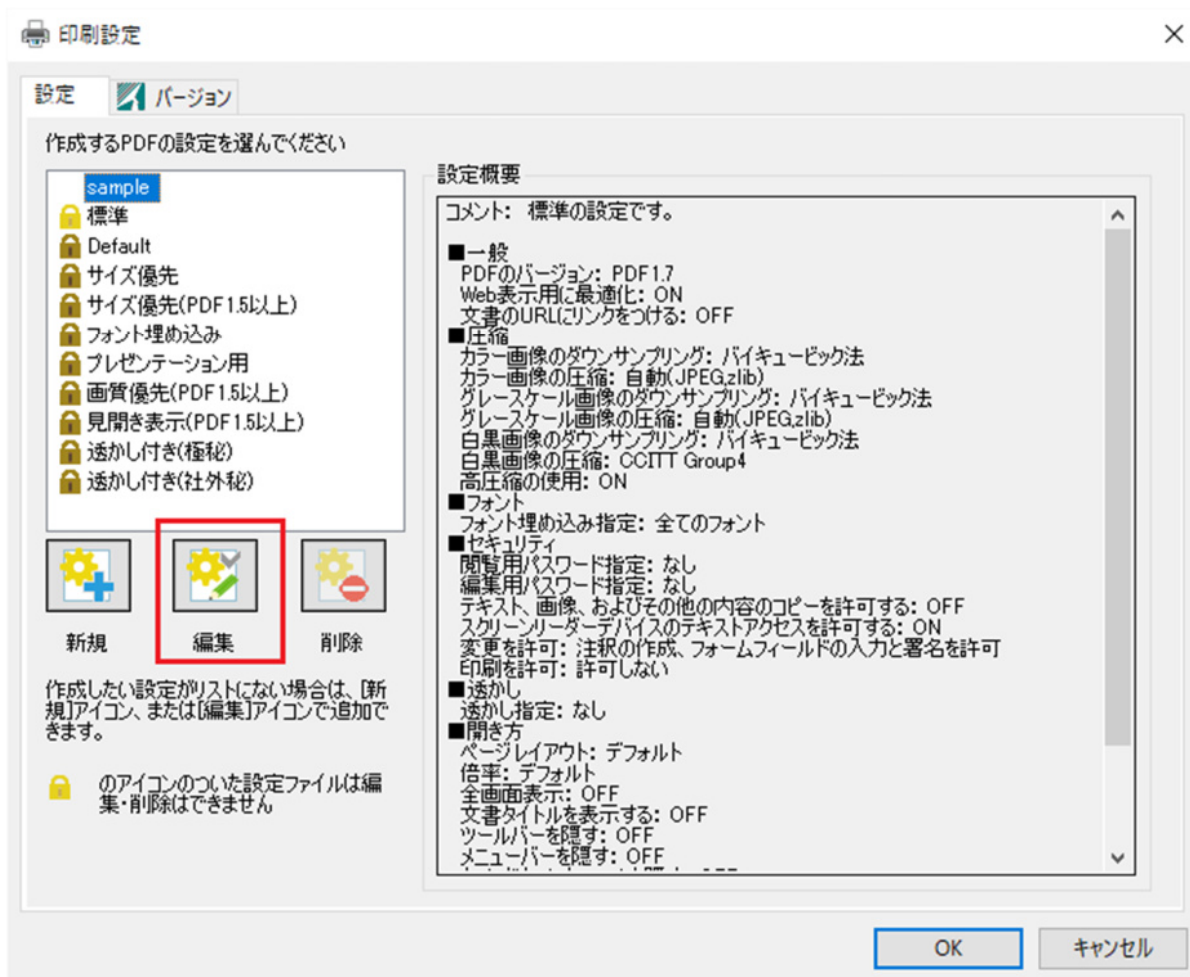 印刷設定
設定
バージョン
作成するPDFの設定を選んでください
sample
標準
Default
サイズ優先
サイズ優先(PDF1.5以上)
フォント埋め込み
プレゼンテーション用
画質優先(PDF1.5以上)
見開き表示(PDF1.5以上)
透かし付き(極秘)
透かし付き(社外秘)
新規
編集
削除
作成したい設定がリストにない場合は、[新
規]アイコン、または[編集]アイコンで追加で
きます。
のアイコンのついた設定ファイルは編
集・削除はできません
設定概要
コメント: 標準の設定です。
■一般
PDFのバージョン: PDF1.7
Web表示用に最適化: ON
文書のURLにリンクをつける: OFF
■圧縮
カラー画像のダウンサンプリング: バイキュービック法
カラー画像の圧縮: 自動(JPEG,zlib)
グレースケール画像のダウンサンプリング: バイキュービック法
グレースケール画像の圧縮: 自動(JPEG,zlib)
白黒画像のダウンサンプリング: バイキュービック法
白黒画像の圧縮: CCITT Group4
高圧縮の使用: ON
■フォント
フォント埋め込み指定: 全てのフォント
■セキュリティ
閲覧用パスワード指定: なし
編集用パスワード指定: なし
テキスト、画像、およびその他の内容のコピーを許可する: OFF
スクリーンリーダーデバイスのテキストアクセスを許可する: ON
変更を許可: 注釈の作成、フォームフィールドの入力と署名を許可
印刷を許可: 許可しない
■透かし
透かし指定: なし
■開き方
ページレイアウト: デフォルト
倍率: デフォルト
全画面表示: OFF
文書タイトルを表示する: OFF
ツールバーを隠す: OFF
メニューバーを隠す: OFF
OK
キャンセル